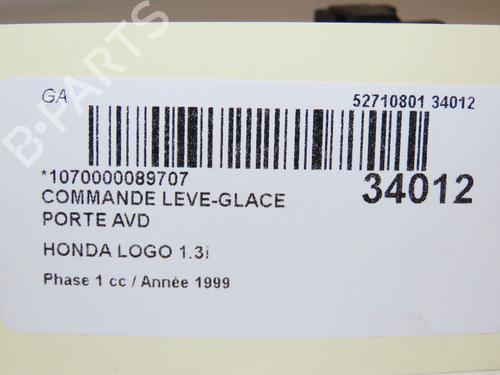 GA
52710801 34012
*1070000089707
34012
COMMANDE LEVE-GLACE
PORTE AVD
HONDA LOGO 1.3i
Phase 1 cc / Année 1999
B-PARTS